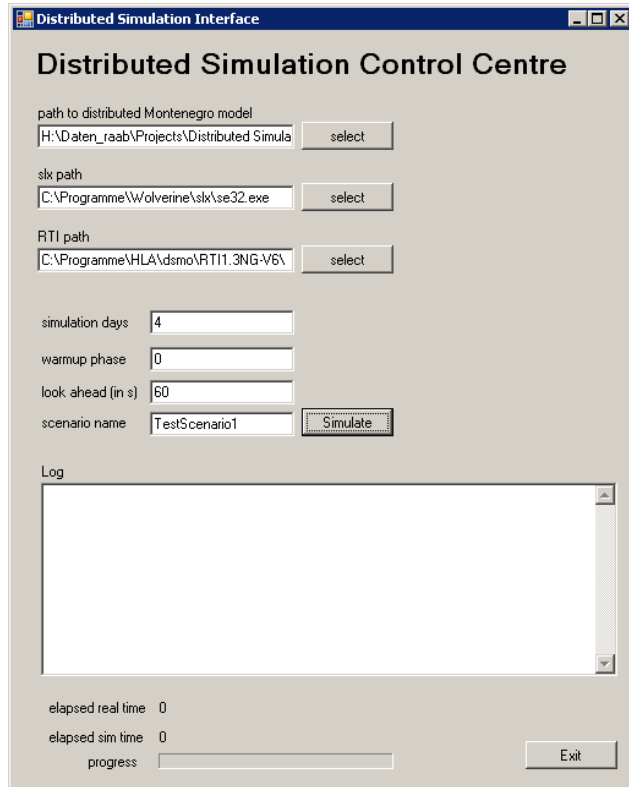 Distributed Simulation Interface
Distributed Simulation Control Centre
path to distributed Montenegro model
H:\Daten_raab\Projects\Distributed Simula
select
slx path
C:\Programme\Wolverine\slx\se32.exe
select
RTI path
C:\Programme\HLA\dsmo\RTI1.3NG-V6\
select
simulation days 4
warmup phase 0
look ahead (in s) 60
scenario name TestScenario1 Simulate
Log
elapsed real time 0
elapsed sim time 0
progress
Exit